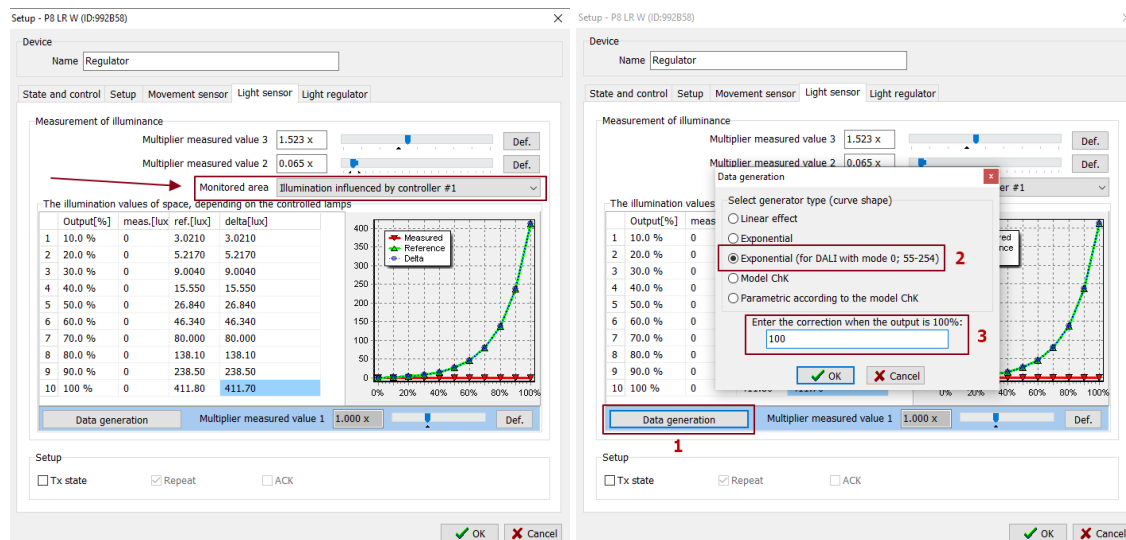 Setup - P8 LR W (ID:992B58)
Device
Name Regulator
State and control Setup Movement sensor Light sensor Light regulator
Measurement of illuminance
Multiplier measured value 3 1.523 x Def.
Multiplier measured value 2 0.065 x Def.
Monitored area Illumination influenced by controller #1
The illumination values of space, depending on the controlled lamps
Output[%] meas.[lux ref.[lux] delta[lux]
1 10.0 % 0 3.0210 3.0210
2 20.0 % 0 5.2170 5.2170
3 30.0 % 0 9.0040 9.0040
4 40.0 % 0 15.550 15.550
5 50.0 % 0 26.840 26.840
6 60.0 % 0 46.340 46.340
7 70.0 % 0 80.000 80.000
8 80.0 % 0 138.10 138.10
9 90.0 % 0 238.50 238.50
10 100 % 0 411.80 411.70
400
350
300
250
200
150
100
50
0
Measured
Reference
Delta
0% 20% 40% 60% 80% 100%
Data generation Multiplier measured value 1 1.000 x Def.
Setup
Tx state Repeat ACK
OK Cancel
Setup - P8 LR W (ID:992B58)
Device
Name Regulator
State and control Setup Movement sensor Light sensor Light regulator
Measurement of illuminance
Multiplier measured value 3 1.523 x Def.
Multiplier measured value 2 0.065 x Def.
er #1
The illumination values
Output[%] meas
1 10.0 % 0
2 20.0 % 0
3 30.0 % 0
4 40.0 % 0
5 50.0 % 0
6 60.0 % 0
7 70.0 % 0
8 80.0 % 0
9 90.0 % 0
10 100 % 0
Data generation
Select generator type (curve shape)
Linear effect
Exponential
Exponential (for DALI with mode 0; 55-254) 2
Model ChK
Parametric according to the model ChK
Enter the correction when the output is 100%:
100 3
OK Cancel
red
nce
20% 40% 60% 80% 100%
Data generation Multiplier measured value 1 1.000 x Def.
1
Setup
Tx state Repeat ACK
OK Cancel